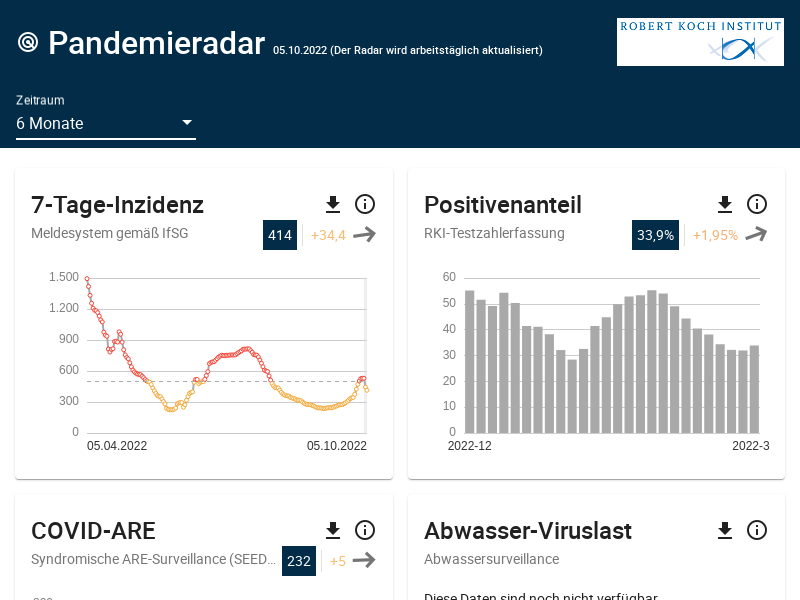 Pandemieradar 05.10.2022 (Der Radar wird arbeitstäglich aktualisiert)
ROBERT KOCH INSTITUT
Zeitraum
6 Monate
7-Tage-Inzidenz
Meldesystem gemäß IfSG
414
+34,4
1.500
1.200
900
600
300
0
05.04.2022
05.10.2022
Positivenanteil
RKI-Testzahlerfassung
33,9%
+1,95%
60
50
40
30
20
10
0
2022-12
2022-3
COVID-ARE
Syndromische ARE-Surveillance (SEED...
232
+5
Abwasser-Viruslast
Abwassersurveillance
Diese Daten sind noch nicht verfügbar